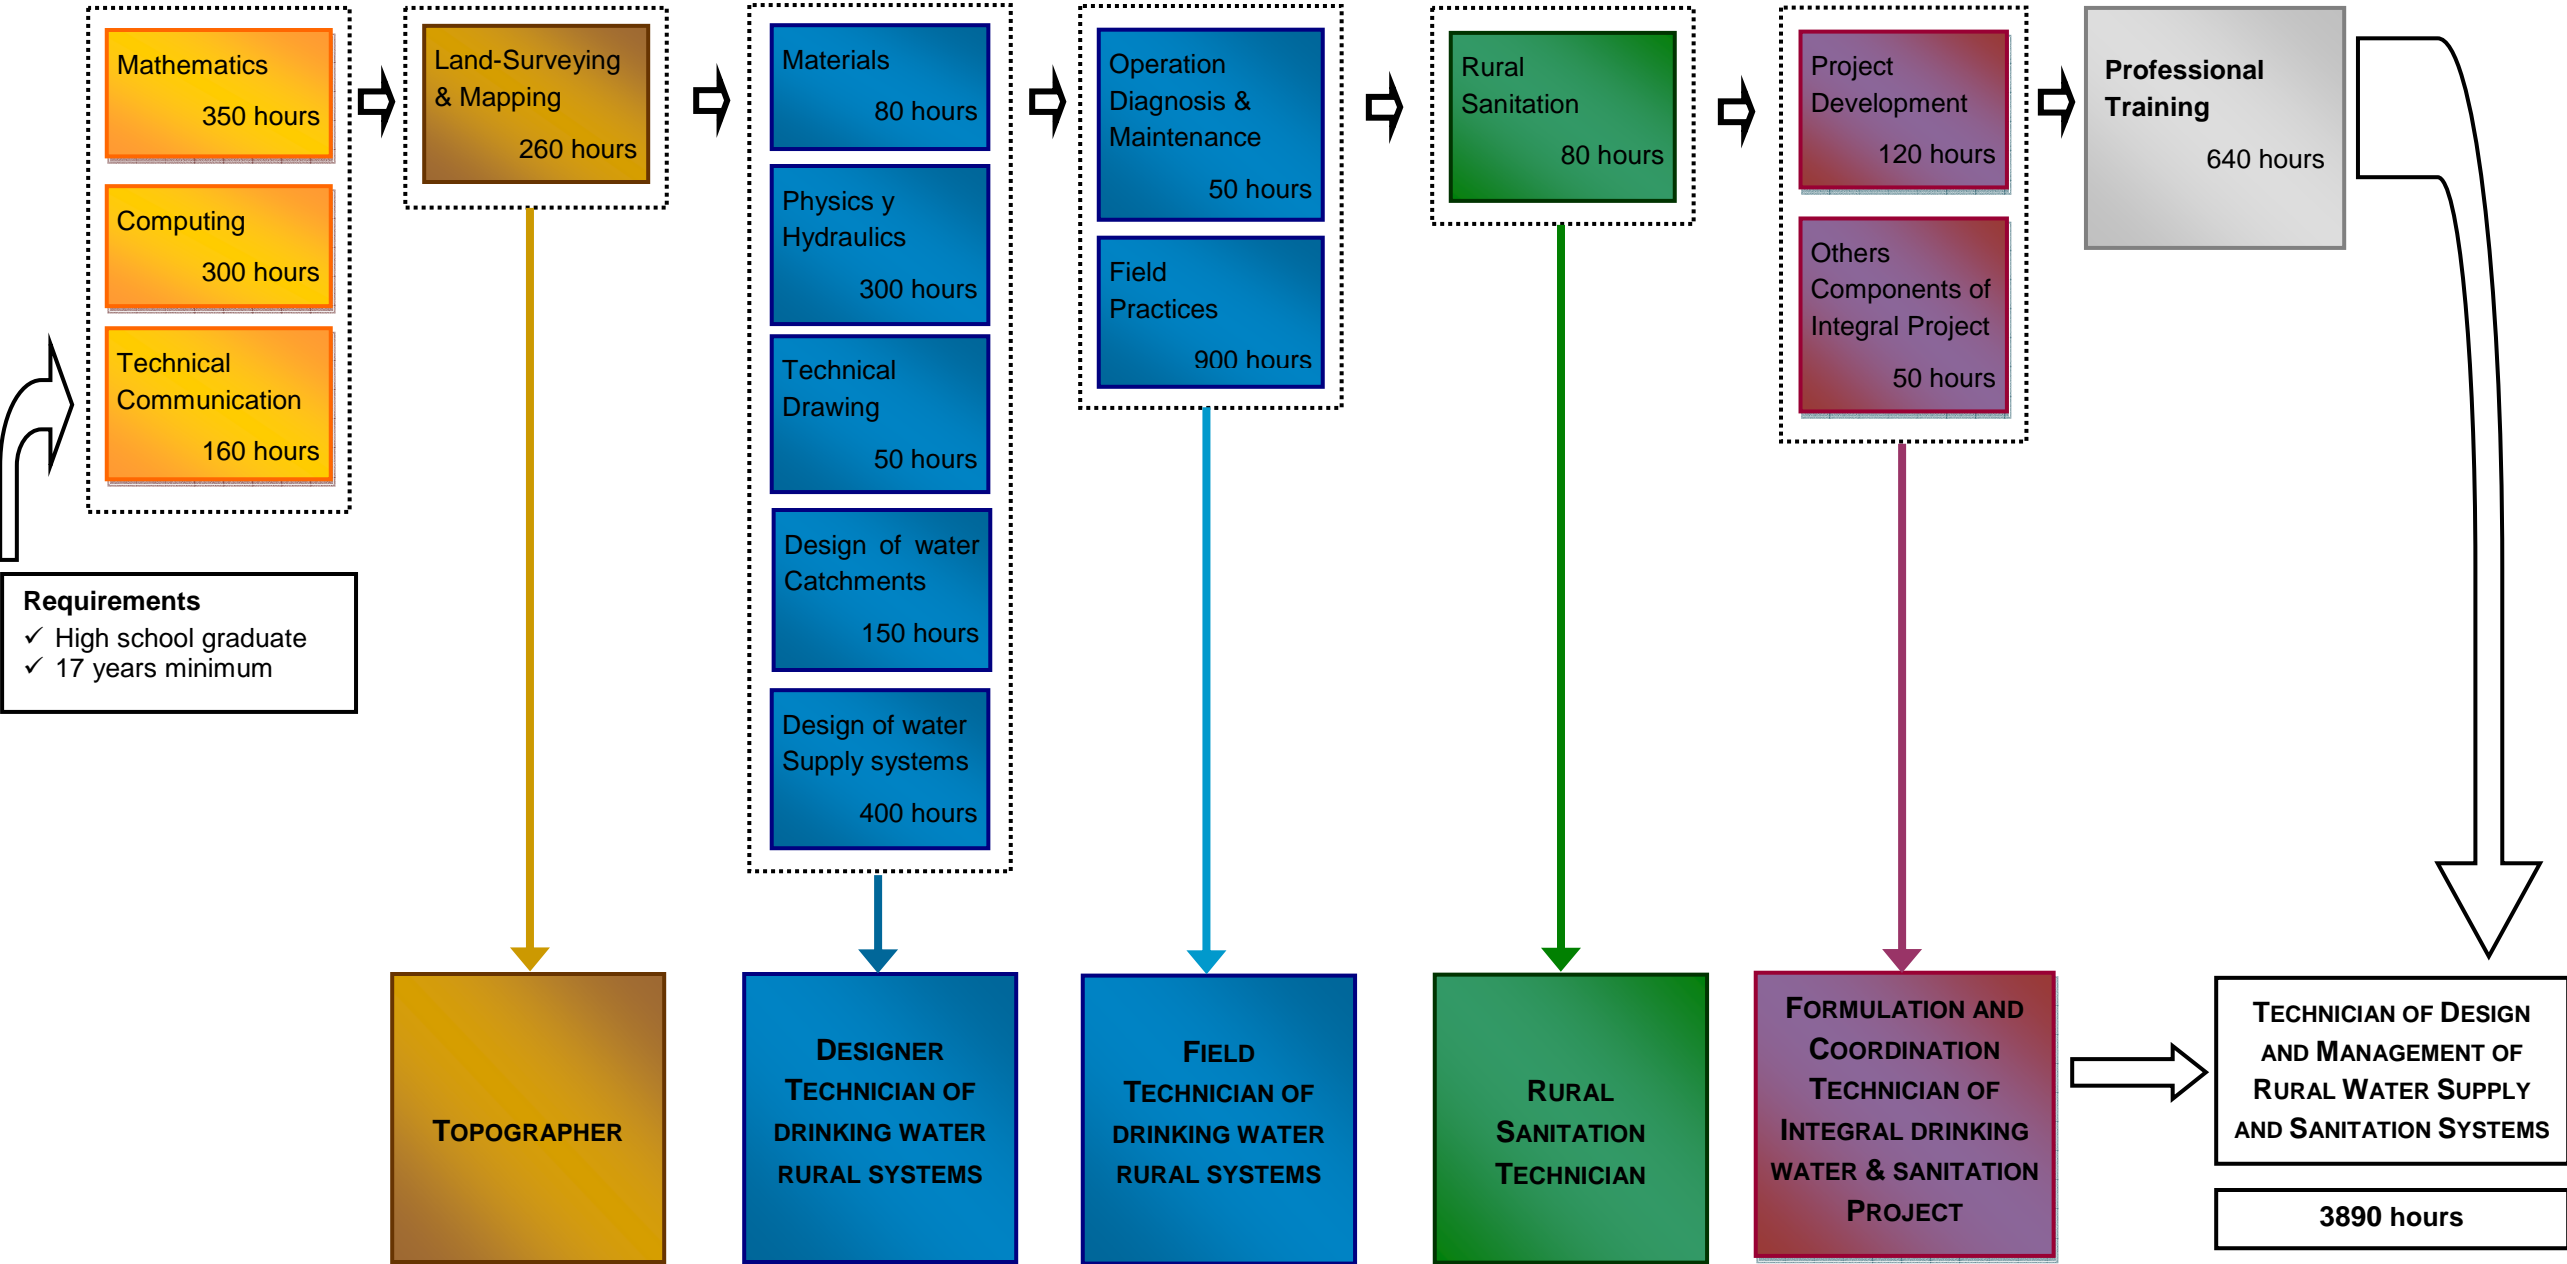 Mathematics
350 hours
Computing
300 hours
Technical
Communication
160 hours
Requirements
✓ High school graduate
✓ 17 years minimum
Land-Surveying
& Mapping
260 hours
Materials
80 hours
Physics y
Hydraulics
300 hours
Technical
Drawing
50 hours
Design of water
Catchments
150 hours
Design of water
Supply systems
400 hours
Operation
Diagnosis &
Maintenance
50 hours
Field
Practices
900 hours
Rural
Sanitation
80 hours
Project
Development
120 hours
Others
Components of
Integral Project
50 hours
Professional
Training
640 hours
TOPOGRAPHER
DESIGNER
TECHNICIAN OF
DRINKING WATER
RURAL SYSTEMS
FIELD
TECHNICIAN OF
DRINKING WATER
RURAL SYSTEMS
RURAL
SANITATION
TECHNICIAN
FORMULATION AND
COORDINATION
TECHNICIAN OF
INTEGRAL DRINKING
WATER & SANITATION
PROJECT
TECHNICIAN OF DESIGN
AND MANAGEMENT OF
RURAL WATER SUPPLY
AND SANITATION SYSTEMS
3890 hours